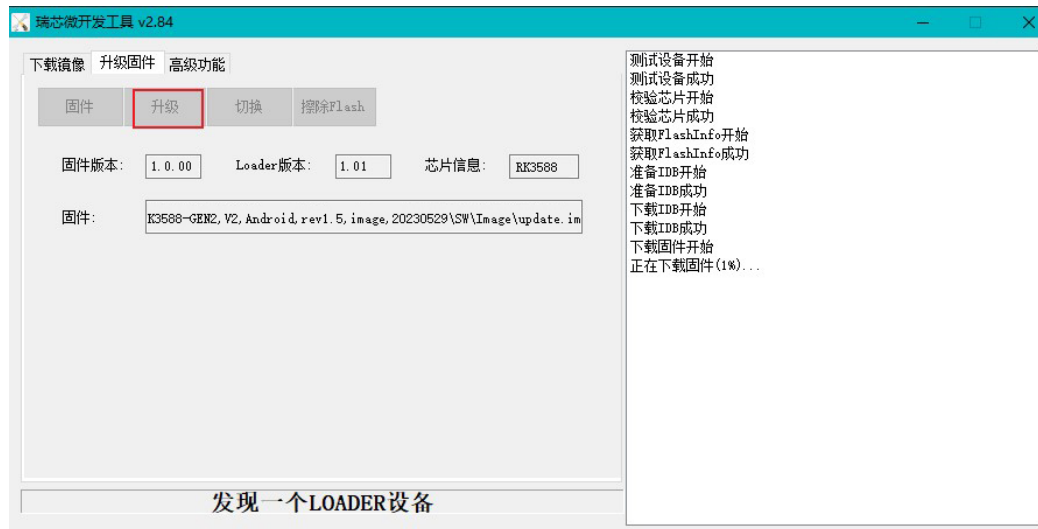 瑞芯微开发工具 v2.84
下载镜像 升级固件 高级功能
固件 升级 切换 擦除Flash
固件版本: 1.0.00 Loader版本: 1.01 芯片信息: RK3588
固件: K3588-GEN2,V2,Android,rev1.5,image,20230529\SW\Image\update.im
发现一个LOADER设备
测试设备开始
测试设备成功
校验芯片开始
校验芯片成功
获取FlashInfo开始
获取FlashInfo成功
准备IDB开始
准备IDB成功
下载IDB开始
下载IDB成功
下载固件开始
正在下载固件(1%)...